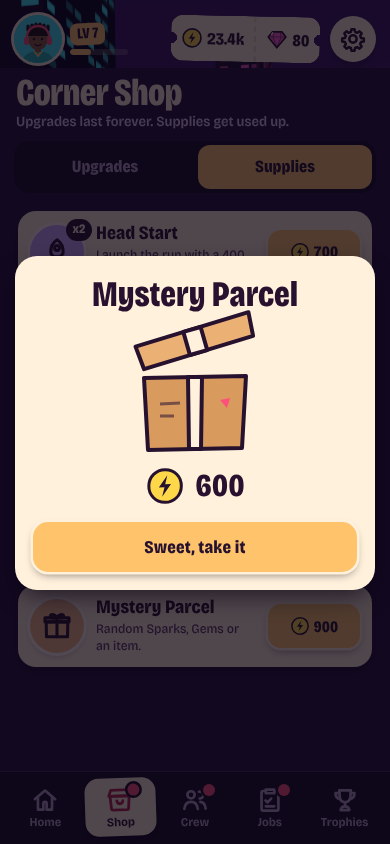 LV 7
23.4k
80
Corner Shop
Upgrades last forever. Supplies get used up.
Upgrades
Supplies
x2
Head Start
Launch the run with a 400
700
Mystery Parcel
600
Sweet, take it
Mystery Parcel
Random Sparks, Gems or
an item.
900
Home
Shop
Crew
Jobs
Trophies